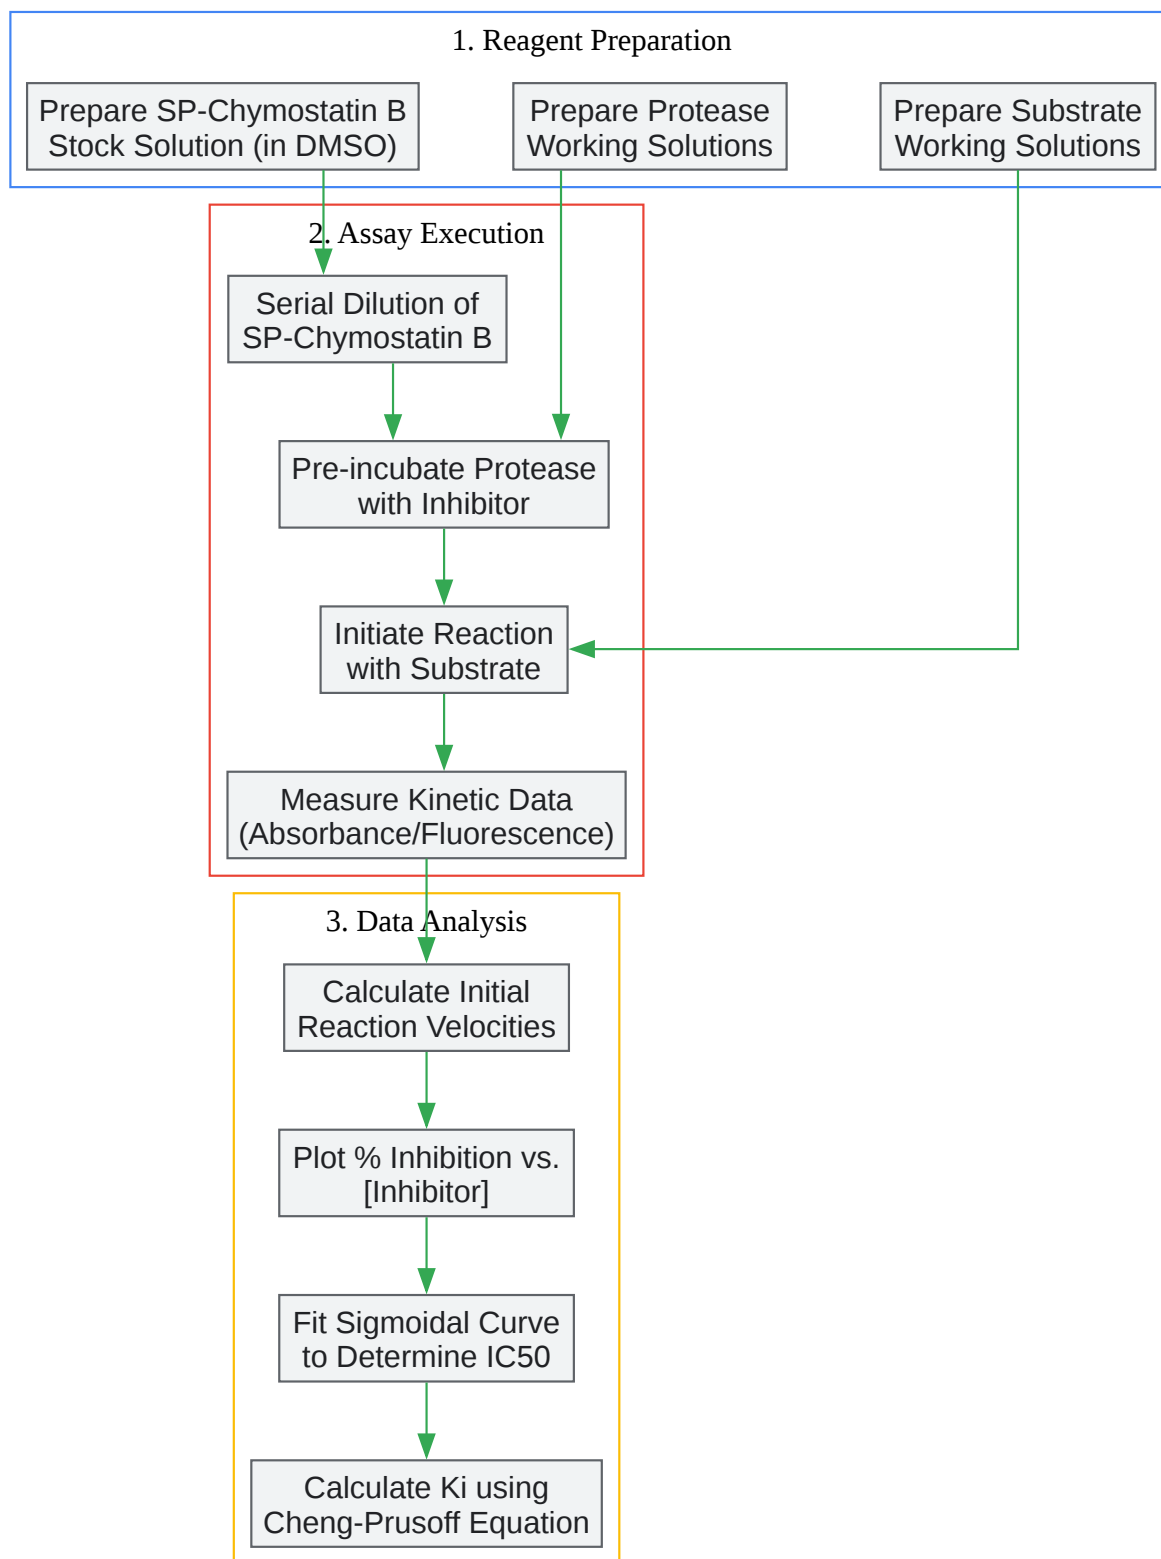 1. Reagent Preparation
Prepare SP-Chymostatin B
Stock Solution (in DMSO)
Prepare Protease
Working Solutions
Prepare Substrate
Working Solutions
2. Assay Execution
Serial Dilution of
SP-Chymostatin B
Pre-incubate Protease
with Inhibitor
Initiate Reaction
with Substrate
Measure Kinetic Data
(Absorbance/Fluorescence)
3. Data Analysis
Calculate Initial
Reaction Velocities
Plot % Inhibition vs.
[Inhibitor]
Fit Sigmoidal Curve
to Determine IC50
Calculate Ki using
Cheng-Prusoff Equation